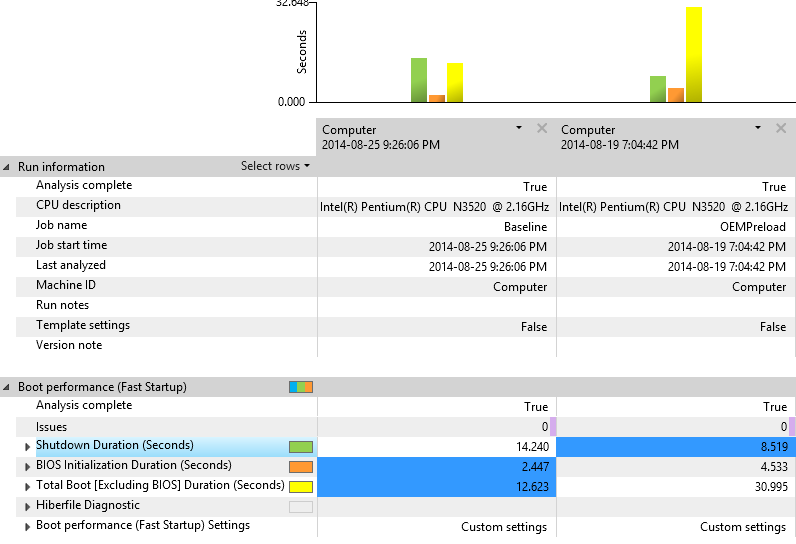 32.648
Seconds
0.000
Computer Computer
2014-08-25 9:26:06 PM 2014-08-19 7:04:42 PM
Run information Select rows
Analysis complete True True
CPU description Intel(R) Pentium(R) CPU N3520 @ 2.16GHz Intel(R) Pentium(R) CPU N3520 @ 2.16GHz
Job name Baseline OEMPreload
Job start time 2014-08-25 9:26:06 PM 2014-08-19 7:04:42 PM
Last analyzed 2014-08-25 9:26:06 PM 2014-08-19 7:04:42 PM
Machine ID Computer Computer
Run notes
Template settings False False
Version note
Boot performance (Fast Startup)
Analysis complete True True
Issues 0 0
Shutdown Duration (Seconds) 14.240 8.519
BIOS Initialization Duration (Seconds) 2.447 4.533
Total Boot [Excluding BIOS] Duration (Seconds) 12.623 30.995
Hiberfile Diagnostic
Boot performance (Fast Startup) Settings Custom settings Custom settings